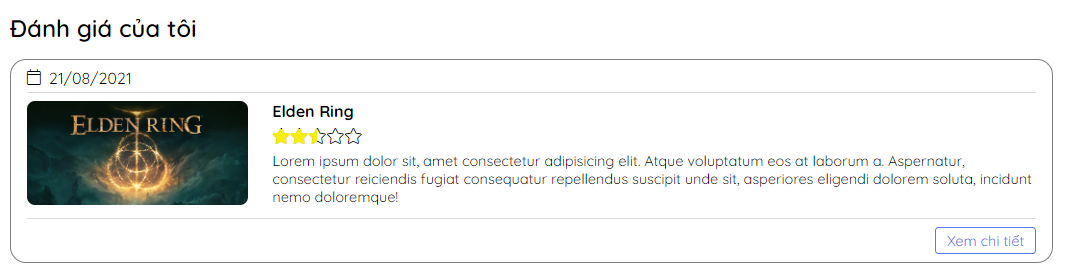 Đánh giá của tôi
21/08/2021
ELDEN RING
Elden Ring
Lorem ipsum dolor sit, amet consectetur adipisicing elit. Atque voluptatum eos at laborum a. Aspernatur,
consectetur reiciendis fugiat consequatur repellendus suscipit unde sit, asperiores eligendi dolorem soluta, incidunt
nemo doloremque!
Xem chi tiết